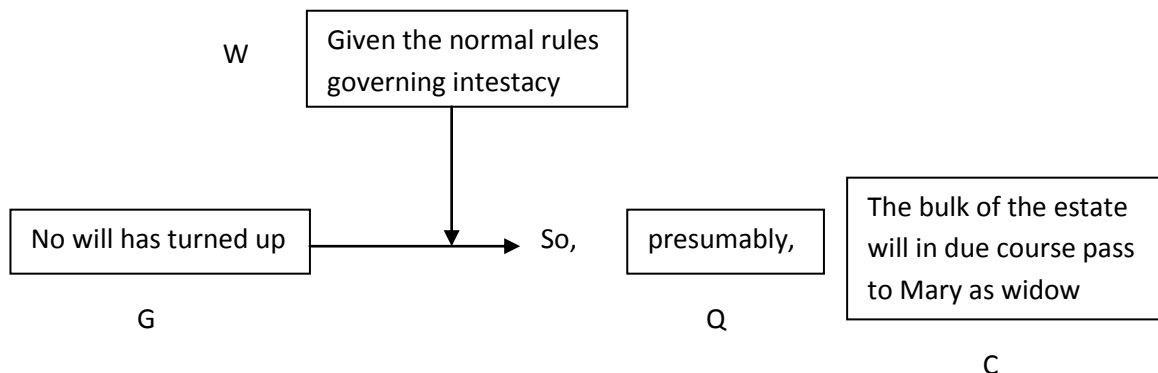 W
Given the normal rules
governing intestacy
No will has turned up
So,
presumably,
The bulk of the estate
will in due course pass
to Mary as widow
G
Q
C